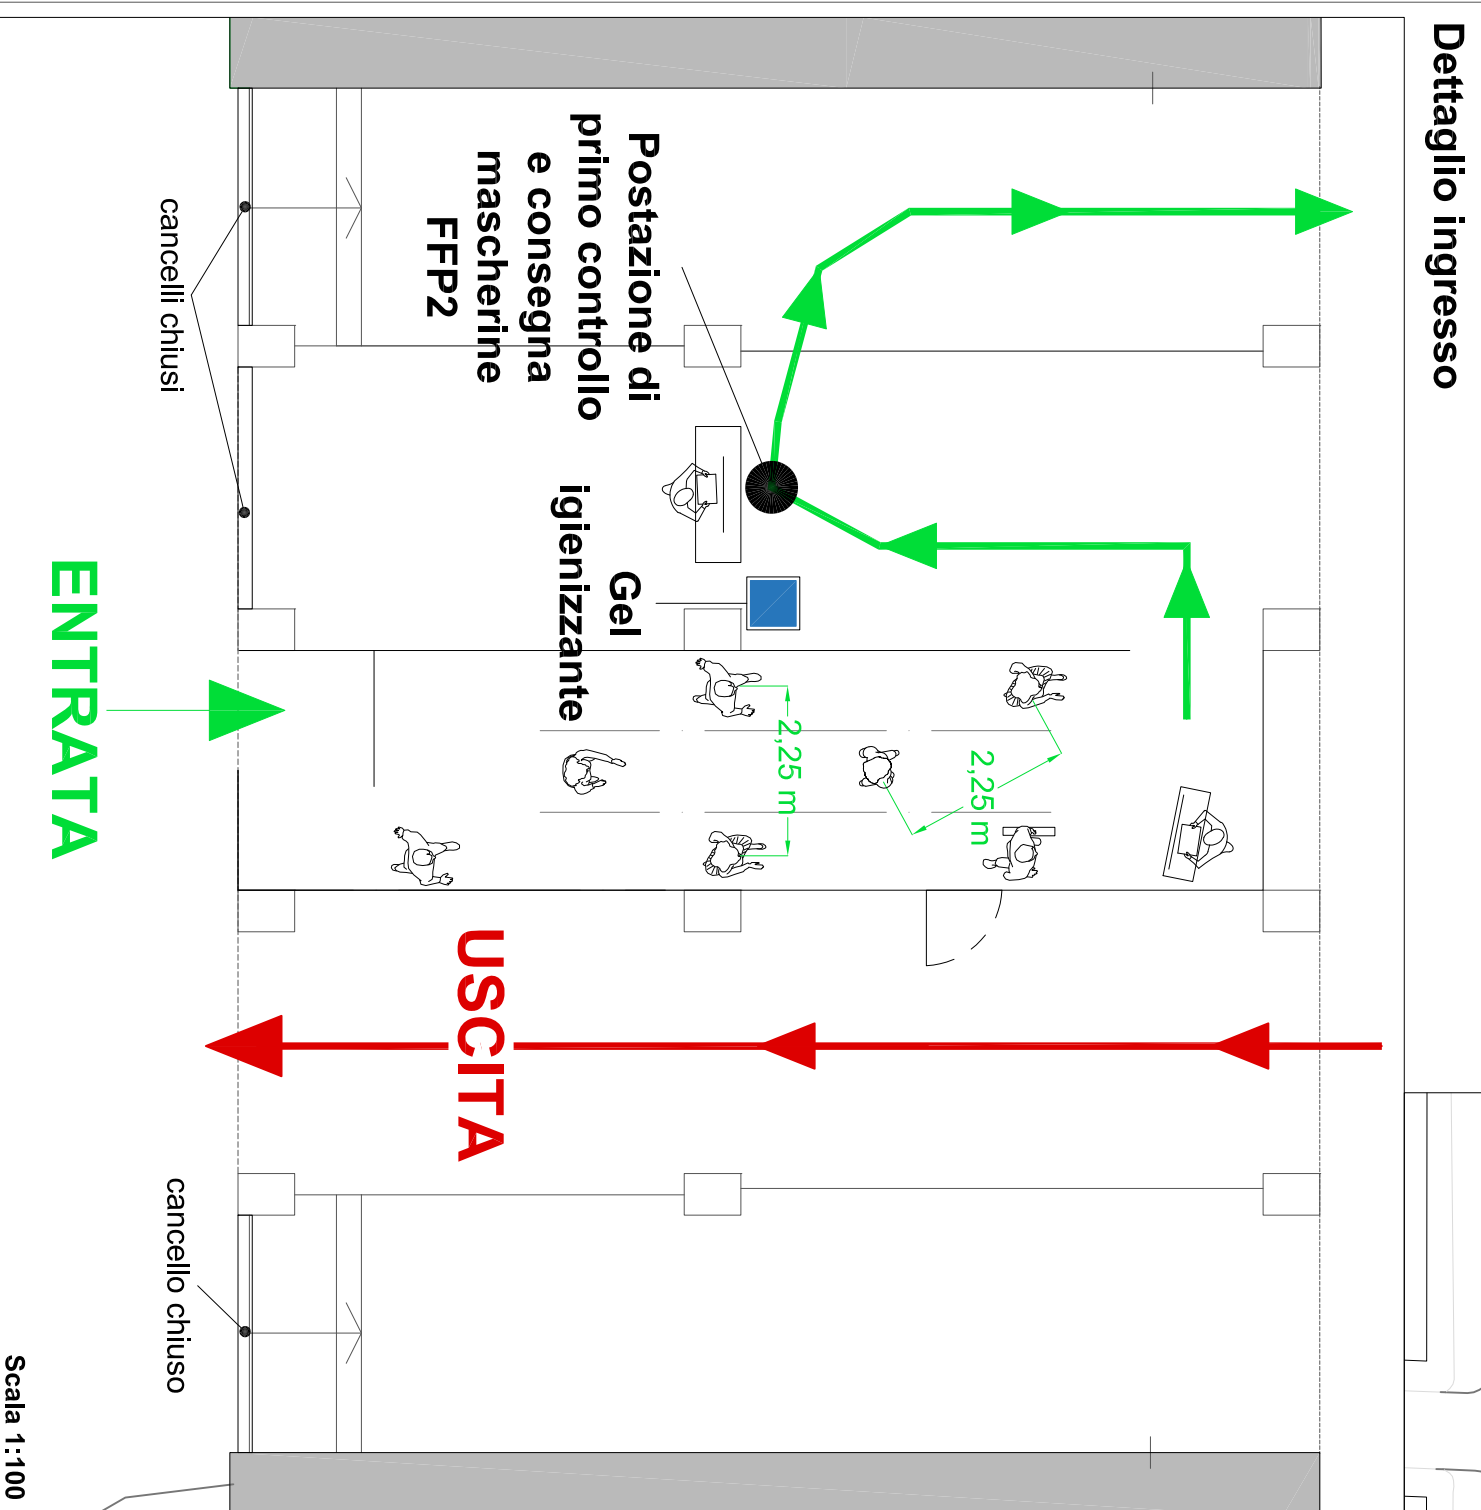 Dettaglio ingresso
Postazione di
primo controllo
e consegna
mascherine
FFP2
Gel
igienizzante
2,25 m
2,25 m
cancelli chiusi
ENTRATA
USCITA
cancello chiuso
Scala 1:100